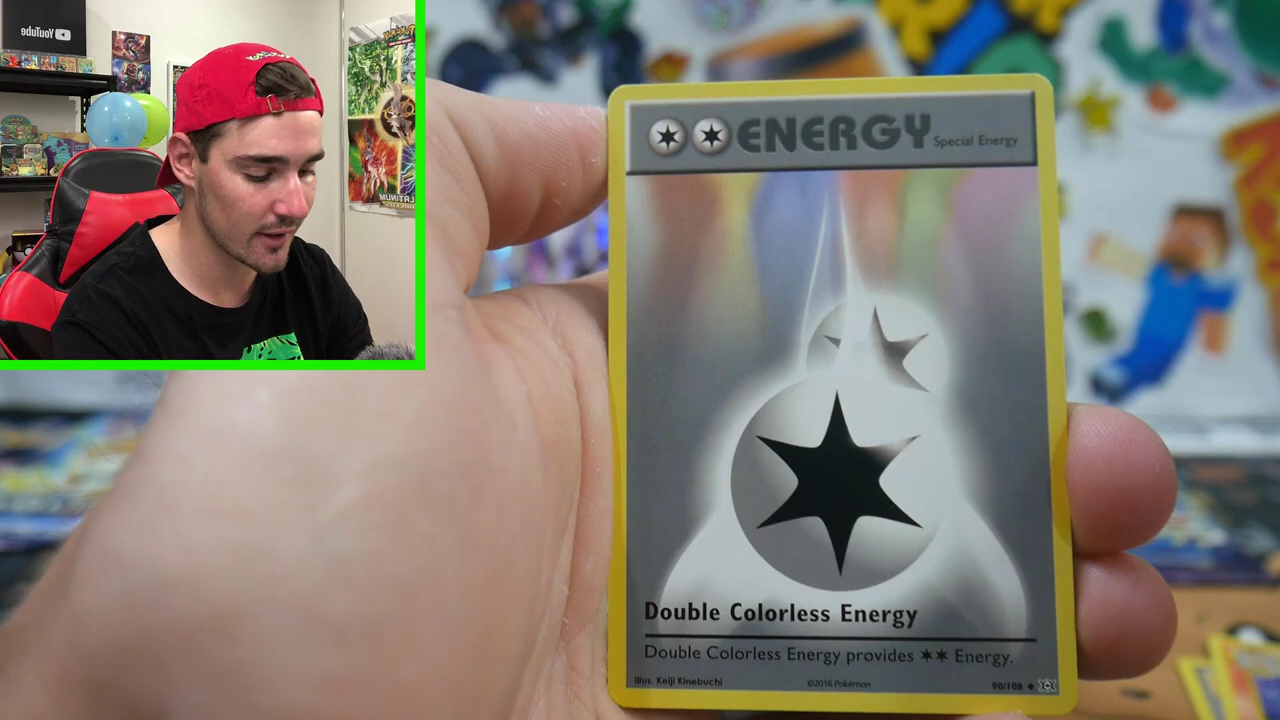 YouTube
ENERGY Special Energy
Double Colorless Energy
Double Colorless Energy provides ✶✶ Energy.
Illus. Keiji Kinebuchi ©2016 Pokémon 90/108
PLATINUM